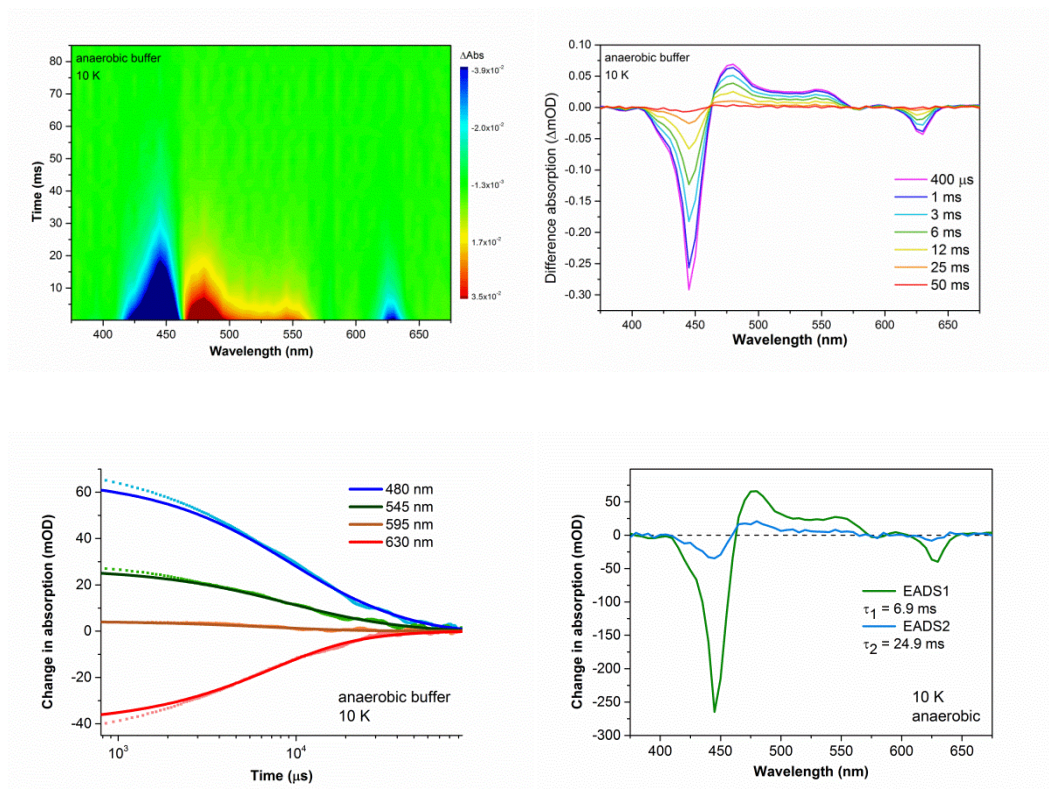 anaerobic buffer
10 K
ΔAbs
-3.9x10⁻²
-2.0x10⁻²
-1.3x10⁻³
1.7x10⁻²
3.5x10⁻²
80
70
60
50
40
30
20
10
Time (ms)
400 450 500 550 600 650
Wavelength (nm)
anaerobic buffer
10 K
0.10
0.05
0.00
-0.05
-0.10
-0.15
-0.20
-0.25
-0.30
Difference absorption (ΔmOD)
400 µs
1 ms
3 ms
6 ms
12 ms
25 ms
50 ms
400 450 500 550 600 650
Wavelength (nm)
60
40
20
0
-20
-40
Change in absorption (mOD)
480 nm
545 nm
595 nm
630 nm
anaerobic buffer
10 K
10³ 10⁴
Time (µs)
50
0
-50
-100
-150
-200
-250
-300
Change in absorption (mOD)
EADS1
τ₁ = 6.9 ms
EADS2
τ₂ = 24.9 ms
10 K
anaerobic
400 450 500 550 600 650
Wavelength (nm)